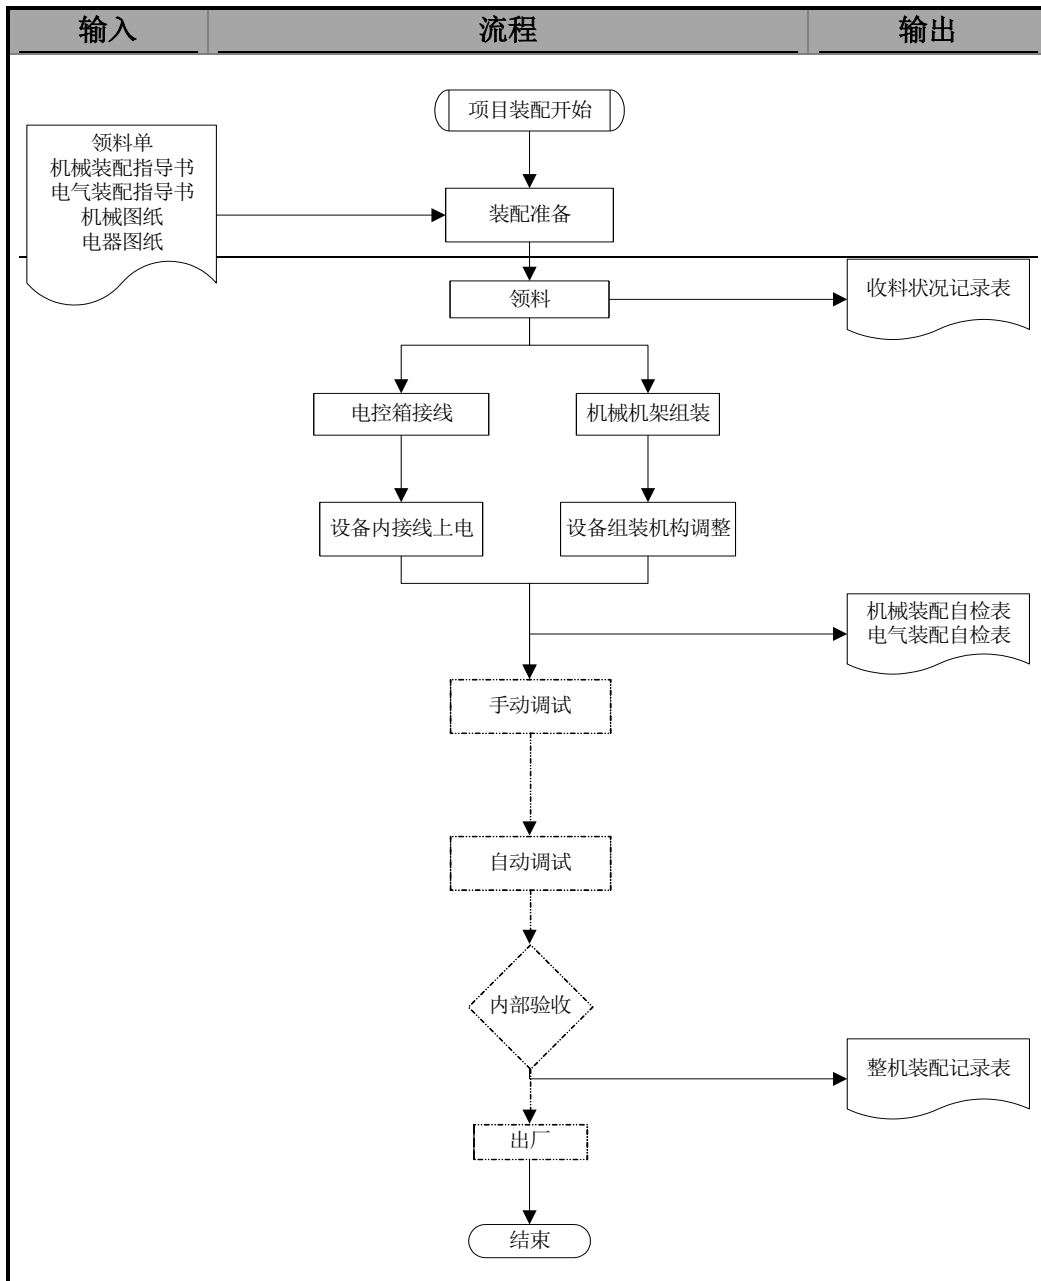 输入
流程
输出
项目装配开始
领料单
机械装配指导书
电气装配指导书
机械图纸
电器图纸
装配准备
领料
收料状况记录表
电控箱接线
机械机架组装
设备内接线上电
设备组装机构调整
机械装配自检表
电气装配自检表
手动调试
自动调试
内部验收
整机装配记录表
出厂
结束